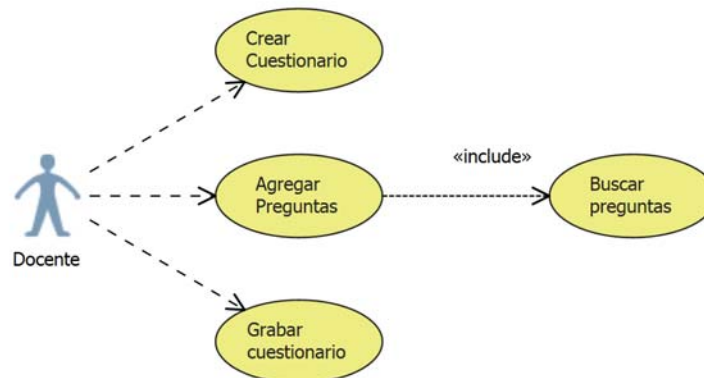 Crear
Cuestionario
«include»
Agregar
Preguntas
Buscar
preguntas
Docente
Grabar
cuestionario